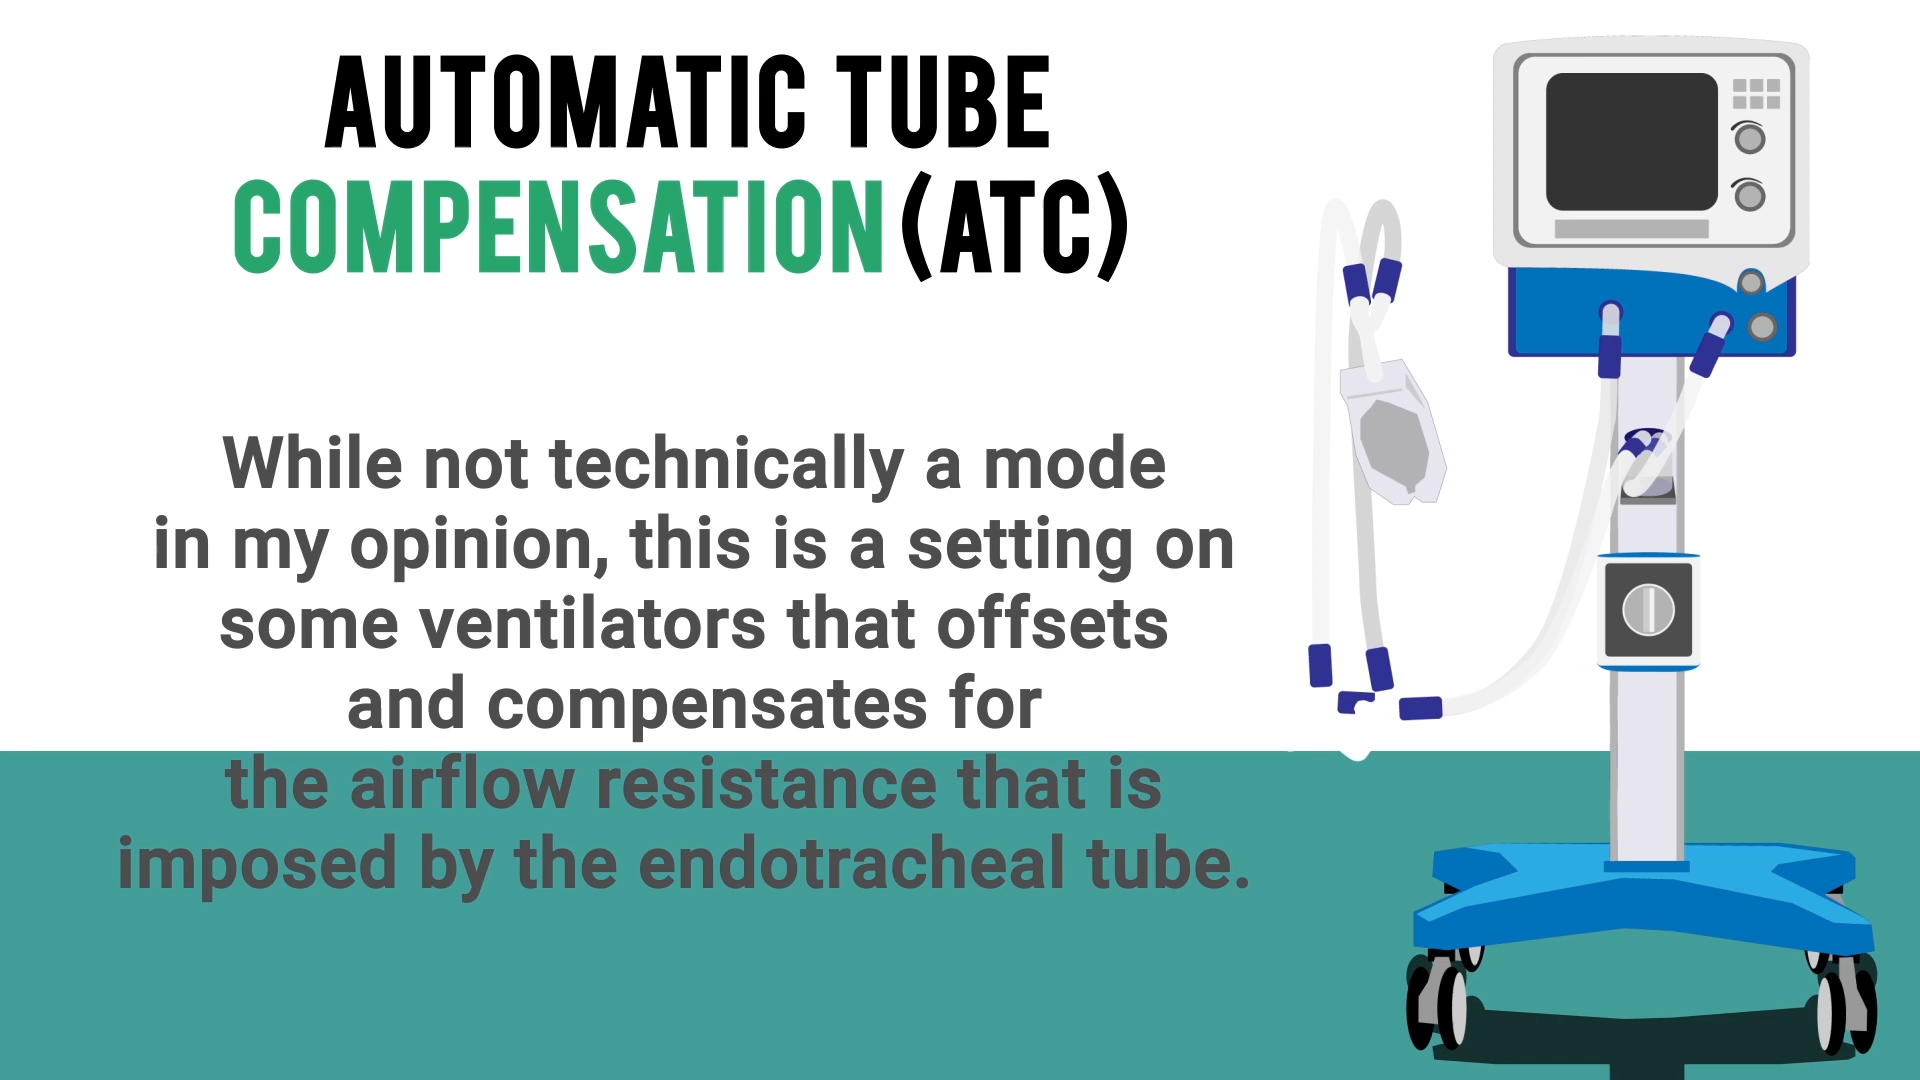 AUTOMATIC TUBE
COMPENSATION (ATC)
While not technically a mode
in my opinion, this is a setting on
some ventilators that offsets
and compensates for
the airflow resistance that is
imposed by the endotracheal tube.